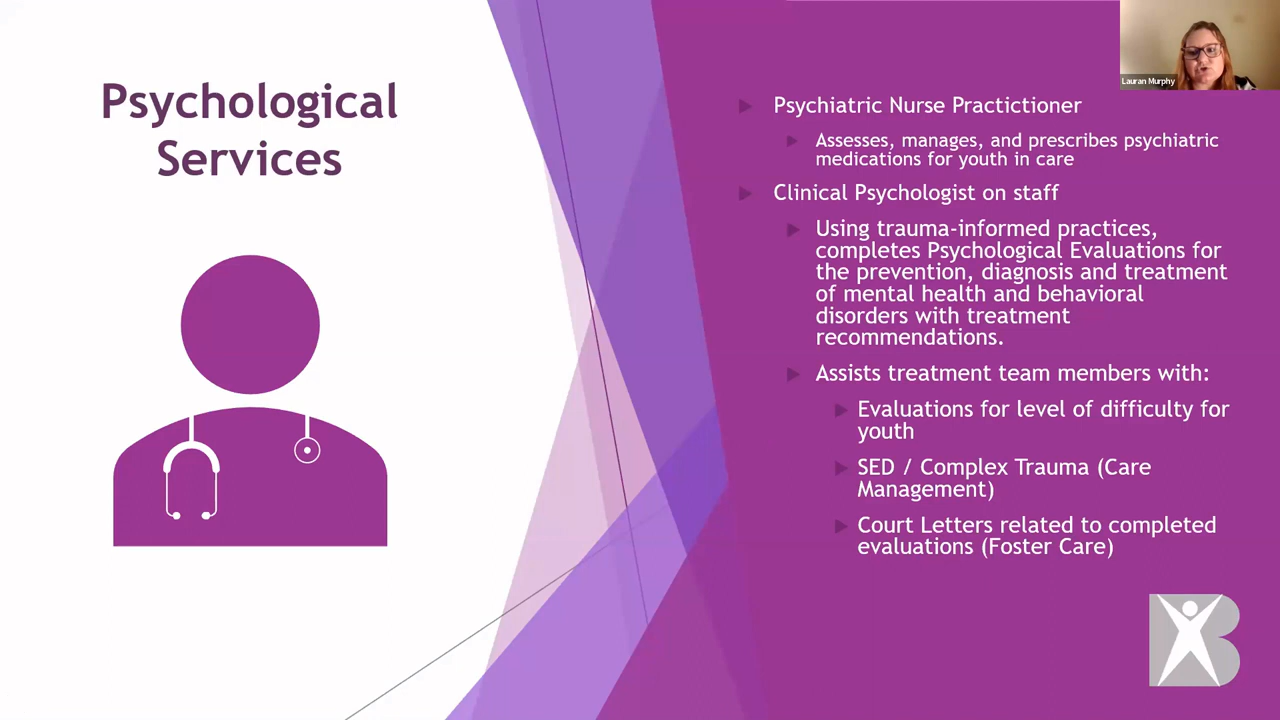 Psychological
Services
Lauran Murphy
Psychiatric Nurse Practictioner
Assesses, manages, and prescribes psychiatric
medications for youth in care
Clinical Psychologist on staff
Using trauma-informed practices,
completes Psychological Evaluations for
the prevention, diagnosis and treatment
of mental health and behavioral
disorders with treatment
recommendations.
Assists treatment team members with:
Evaluations for level of difficulty for
youth
SED / Complex Trauma (Care
Management)
Court Letters related to completed
evaluations (Foster Care)
B